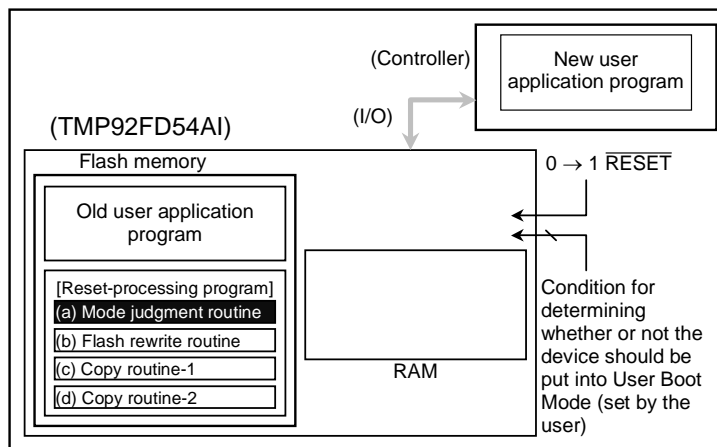 (Controller)
New user
application program
(I/O)
(TMP92FD54AI)
Flash memory
0 → 1 RESET
Old user application
program
[Reset-processing program]
(a) Mode judgment routine
(b) Flash rewrite routine
(c) Copy routine-1
(d) Copy routine-2
RAM
Condition for
determining
whether or not the
device should be
put into User Boot
Mode (set by the
user)